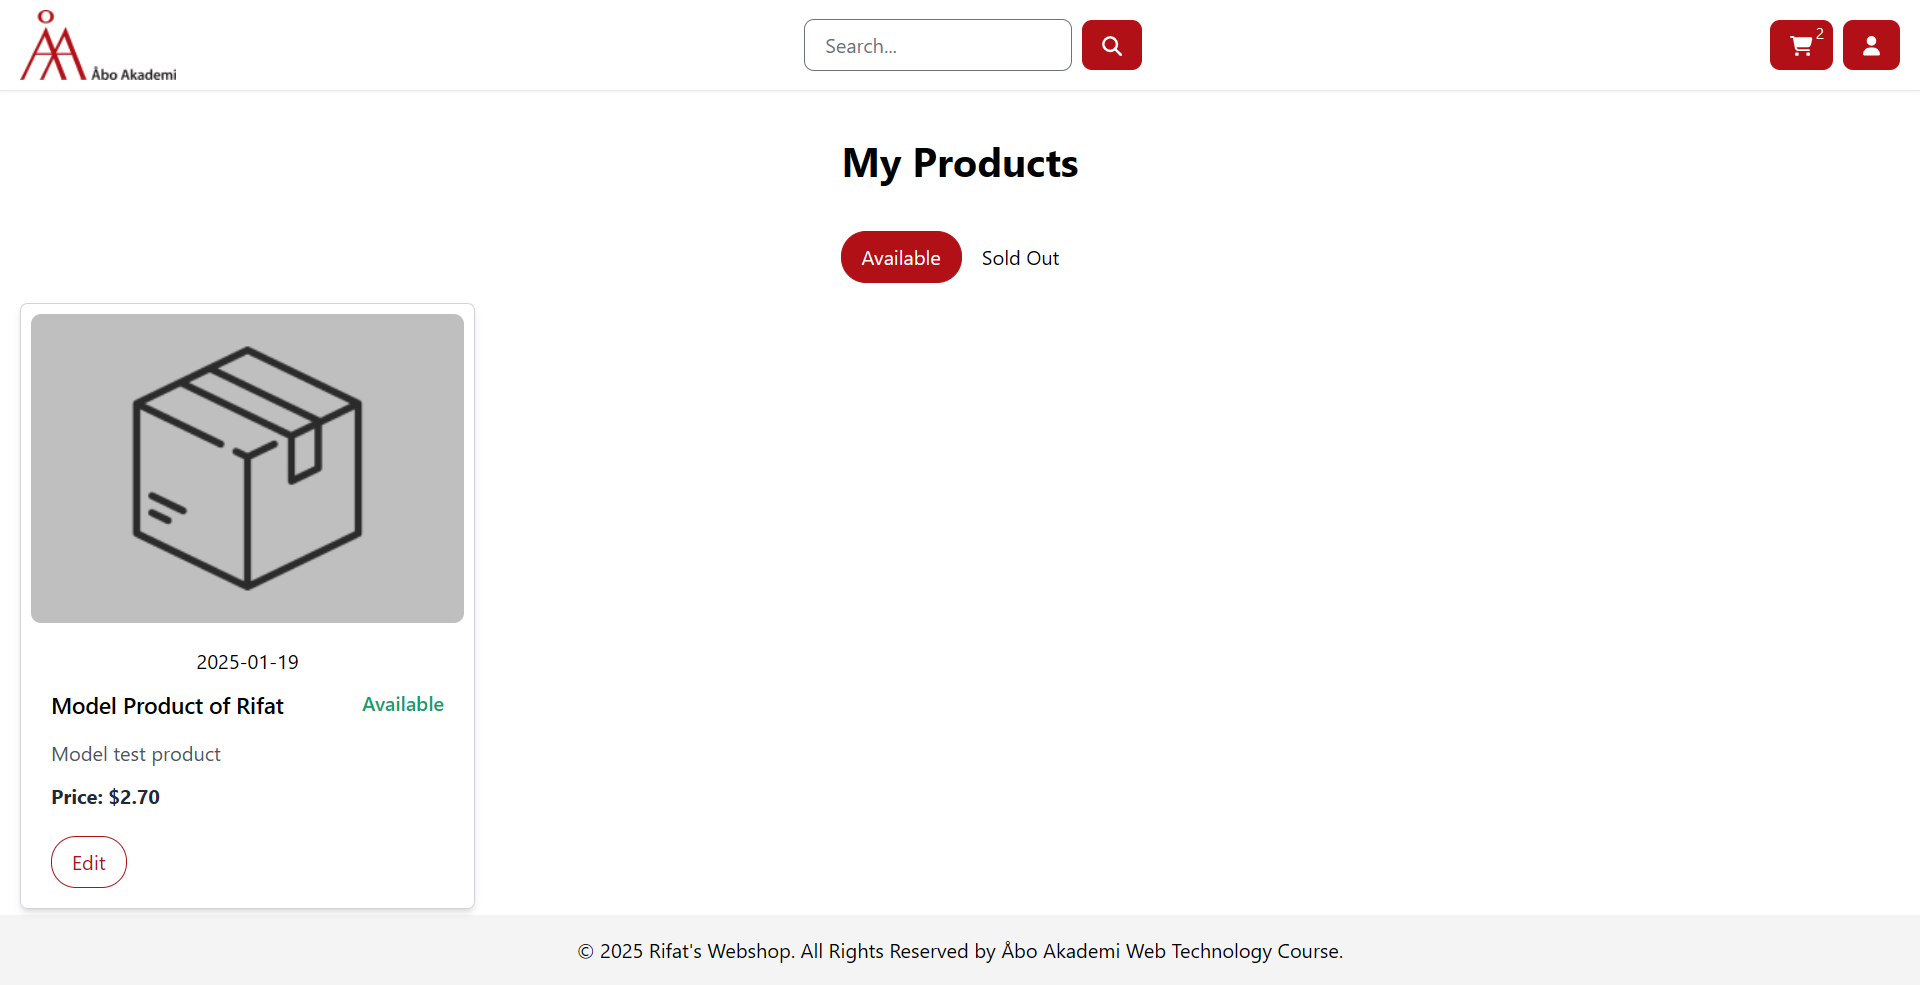 Åbo Akademi
Search...
2
My Products
Available
Sold Out
2025-01-19
Model Product of Rifat
Available
Model test product
Price: $2.70
Edit
© 2025 Rifat's Webshop. All Rights Reserved by Åbo Akademi Web Technology Course.